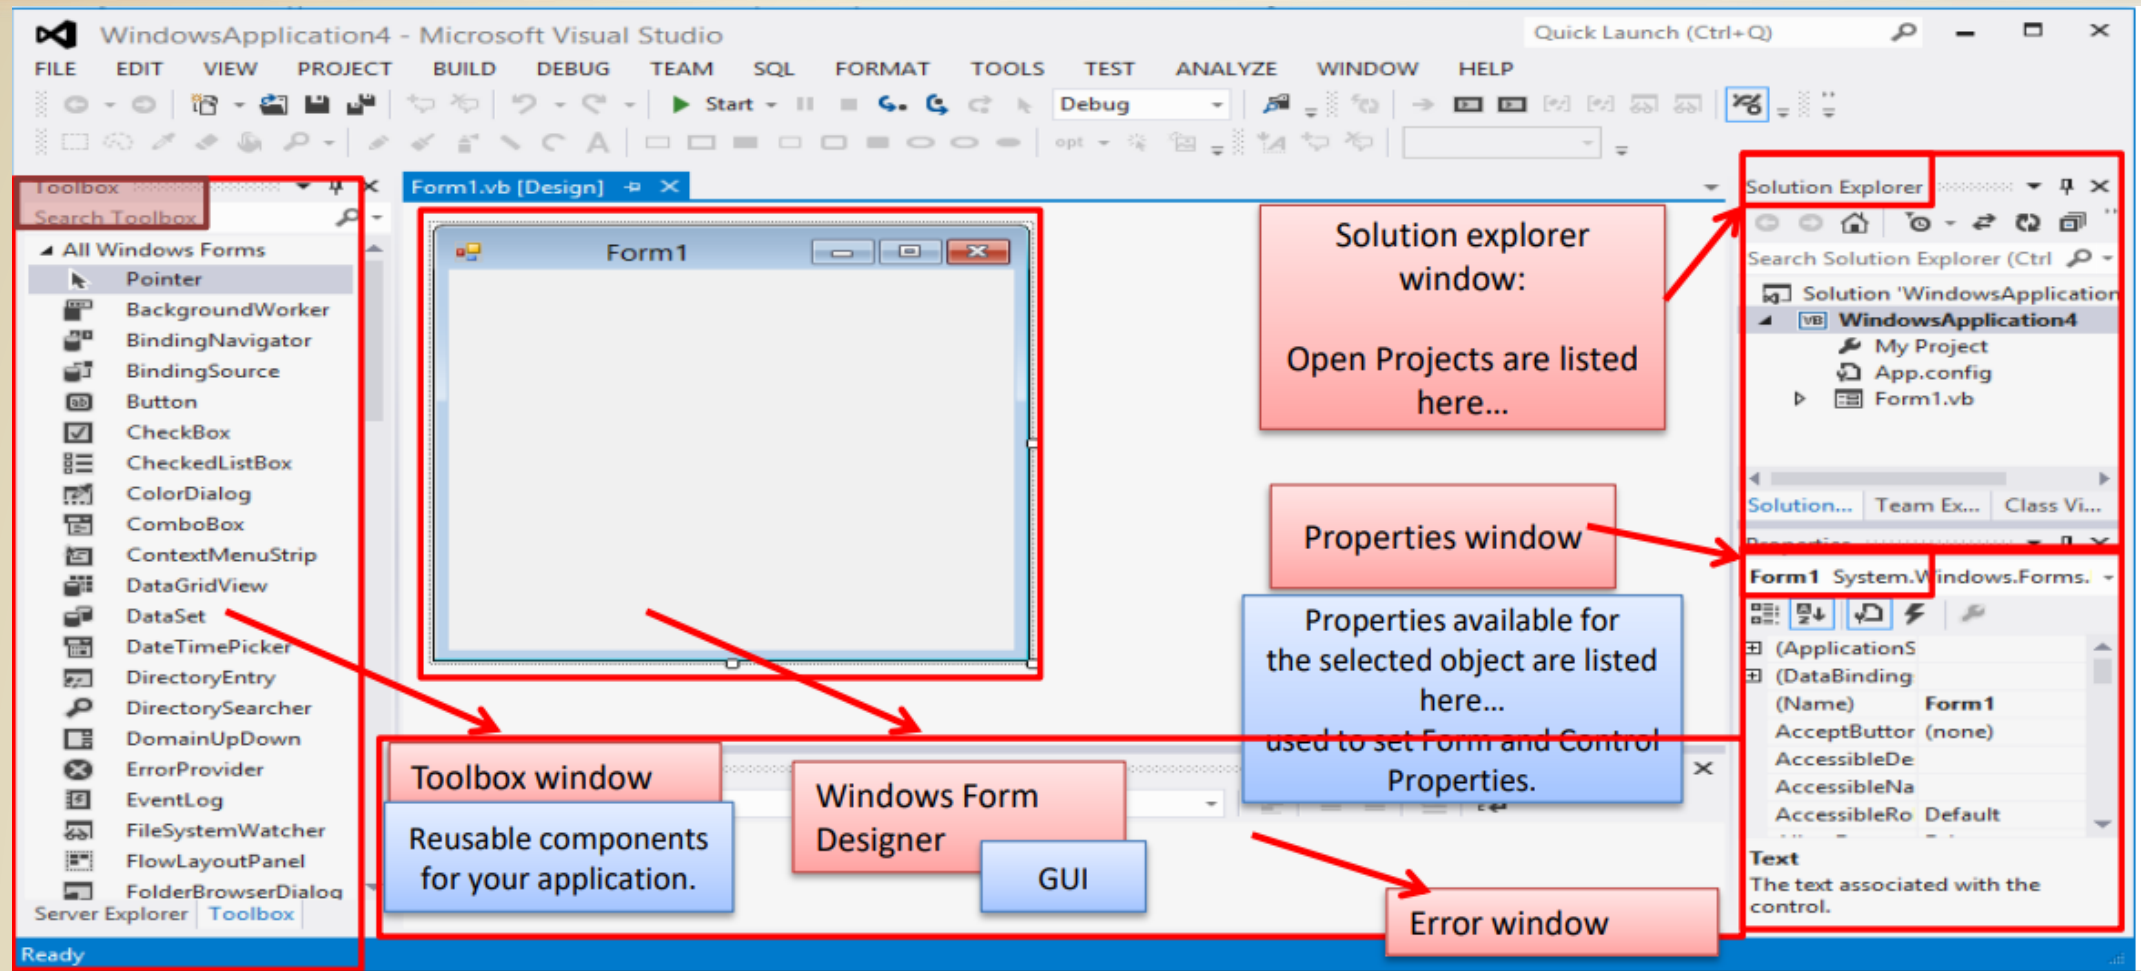 WindowsApplication4 - Microsoft Visual Studio
Quick Launch (Ctrl+Q)
FILE EDIT VIEW PROJECT BUILD DEBUG TEAM SQL FORMAT TOOLS TEST ANALYZE WINDOW HELP
Start
Debug
opt
Toolbox
Search Toolbox
All Windows Forms
Pointer
BackgroundWorker
BindingNavigator
BindingSource
Button
CheckBox
CheckedListBox
ColorDialog
ComboBox
ContextMenuStrip
DataGridView
DataSet
DateTimePicker
DirectoryEntry
DirectorySearcher
DomainUpDown
ErrorProvider
EventLog
FileSystemWatcher
FlowLayoutPanel
FolderBrowserDialog
Server Explorer Toolbox
Ready
Form1.vb [Design]
Form1
Solution explorer
window:
Open Projects are listed
here...
Properties window
Properties available for
the selected object are listed
here...
used to set Form and Control
Properties.
Toolbox window
Reusable components
for your application.
Windows Form
Designer
GUI
Error window
Solution Explorer
Search Solution Explorer (Ctrl
Solution 'WindowsApplication
WindowsApplication4
My Project
App.config
Form1.vb
Solution... Team Ex... Class Vi...
Properties
Form1 System.Windows.Forms.
(ApplicationS
(DataBinding
(Name) Form1
AcceptButtor (none)
AccessibleDe
AccessibleNa
AccessibleRo Default
Text
The text associated with the
control.